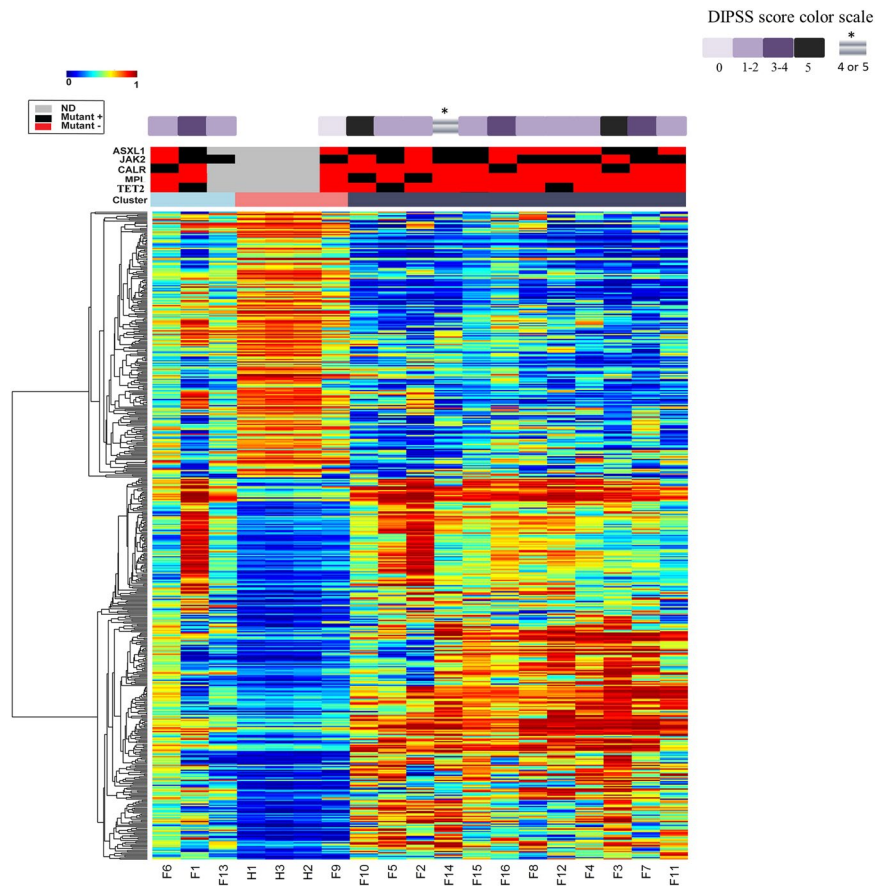 DIPSS score color scale
*
0 1-2 3-4 5 4 or 5
0 1
ND
Mutant +
Mutant -
*
ASXL1
JAK2
CALR
MPL
TET2
Cluster
F6 F1 F13 H1 H3 H2 F9 F10 F5 F2 F14 F15 F16 F8 F12 F4 F3 F7 F11